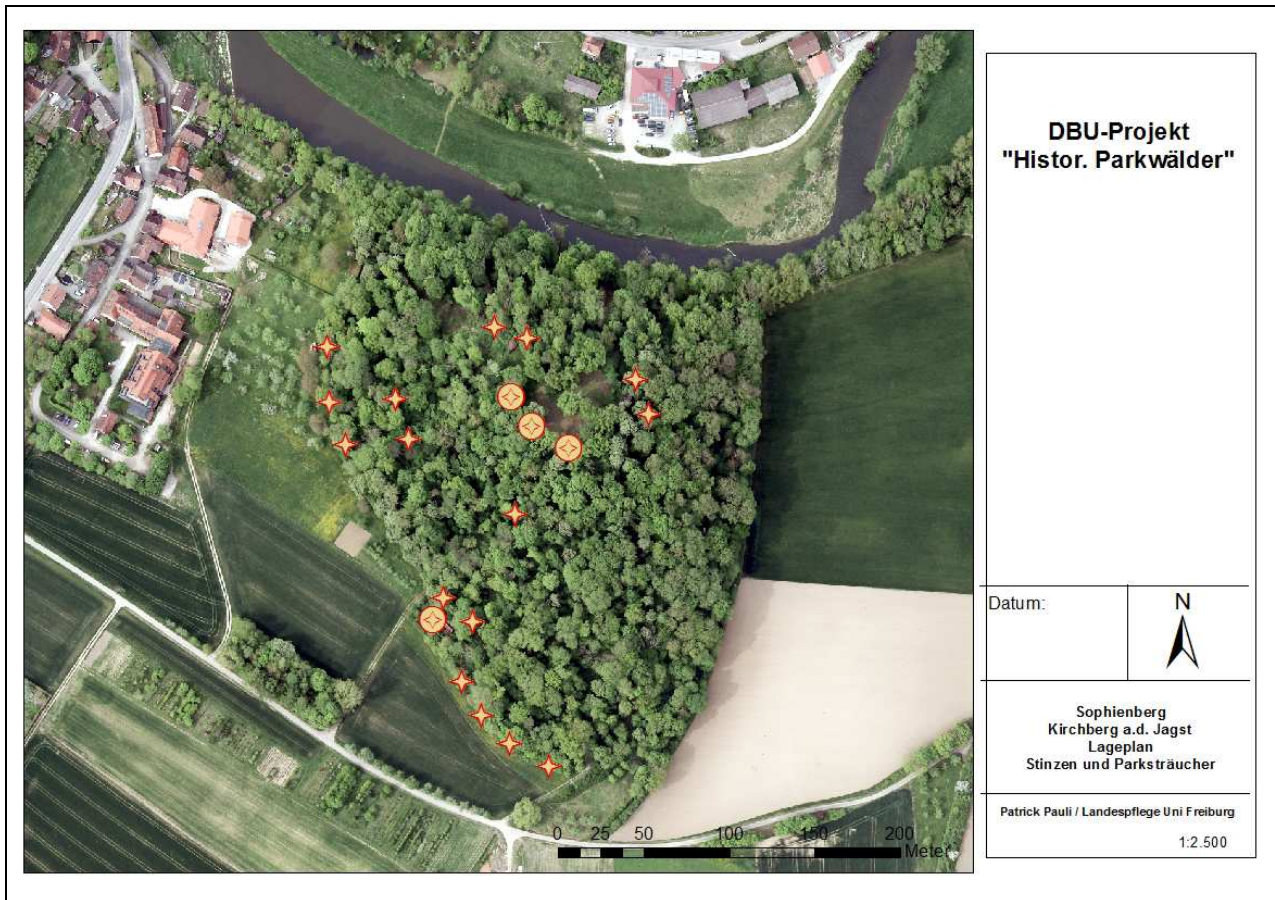 DBU-Projekt
"Histor. Parkwälder"
Datum:
N
Sophienberg
Kirchberg a.d. Jagst
Lageplan
Stinzen und Parksträucher
Patrick Pauli / Landespflege Uni Freiburg
1:2.500
0 25 50 100 150 200
Meter